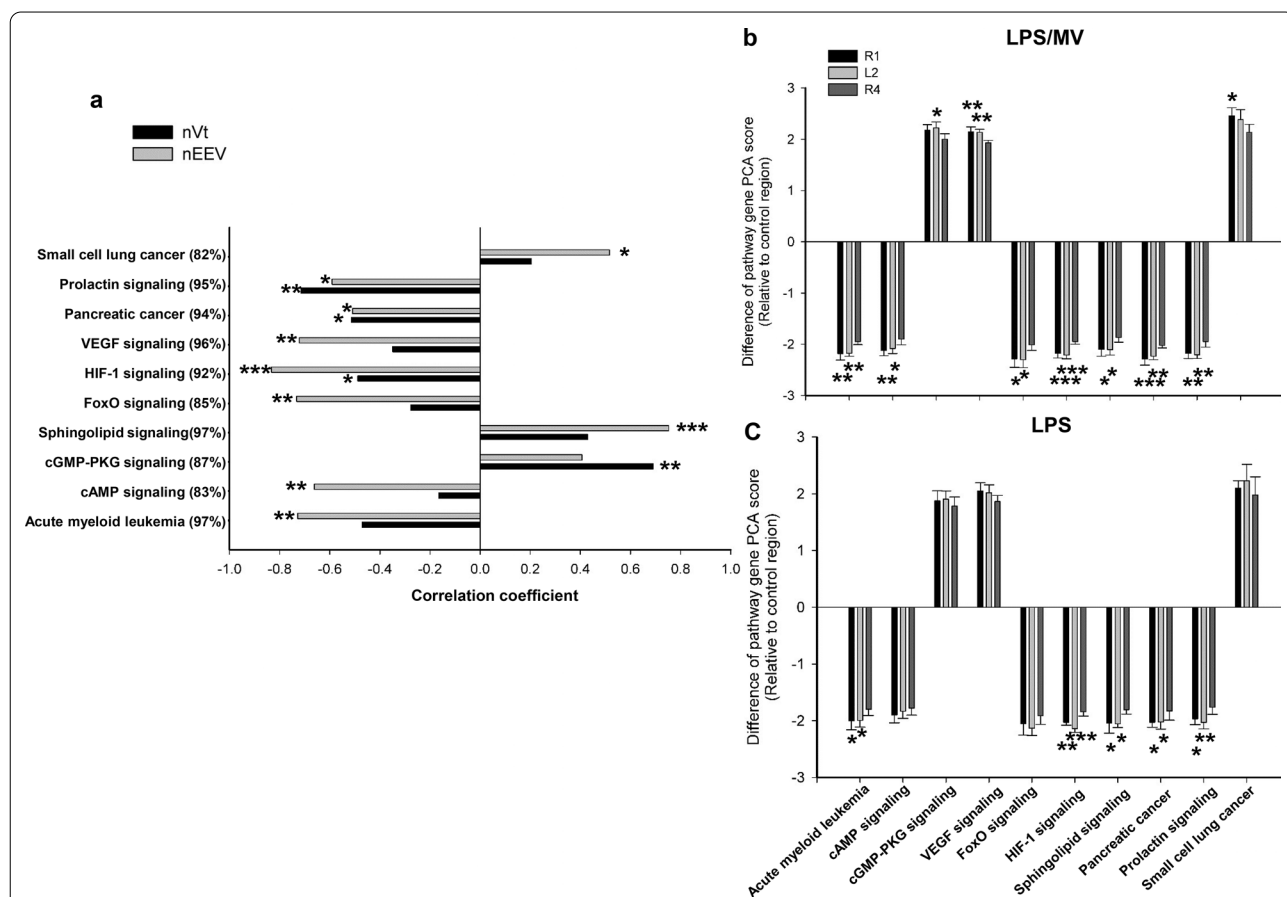 a
nVt
nEEV
Small cell lung cancer (82%)
*
Prolactin signaling (95%)
*
**
Pancreatic cancer (94%)
*
*
VEGF signaling (96%)
**
HIF-1 signaling (92%)
***
*
FoxO signaling (85%)
**
Sphingolipid signaling(97%)
***
cGMP-PKG signaling (87%)
**
cAMP signaling (83%)
**
Acute myeloid leukemia (97%)
**
-1.0 -0.8 -0.6 -0.4 -0.2 0.0 0.2 0.4 0.6 0.8 1.0
Correlation coefficient
b
LPS/MV
R1
L2
R4
Difference of pathway gene PCA score
(Relative to control region)
3
2
1
0
-1
-2
-3
* ** ** *
** ** ** * * * *** *** * * *** ** ** **
C
LPS
Difference of pathway gene PCA score
(Relative to control region)
3
2
1
0
-1
-2
-3
* * ** *** * * * * * **
Acute myeloid leukemia
cAMP signaling
cGMP-PKG signaling
VEGF signaling
FoxO signaling
HIF-1 signaling
Sphingolipid signaling
Pancreatic cancer
Prolactin signaling
Small cell lung cancer